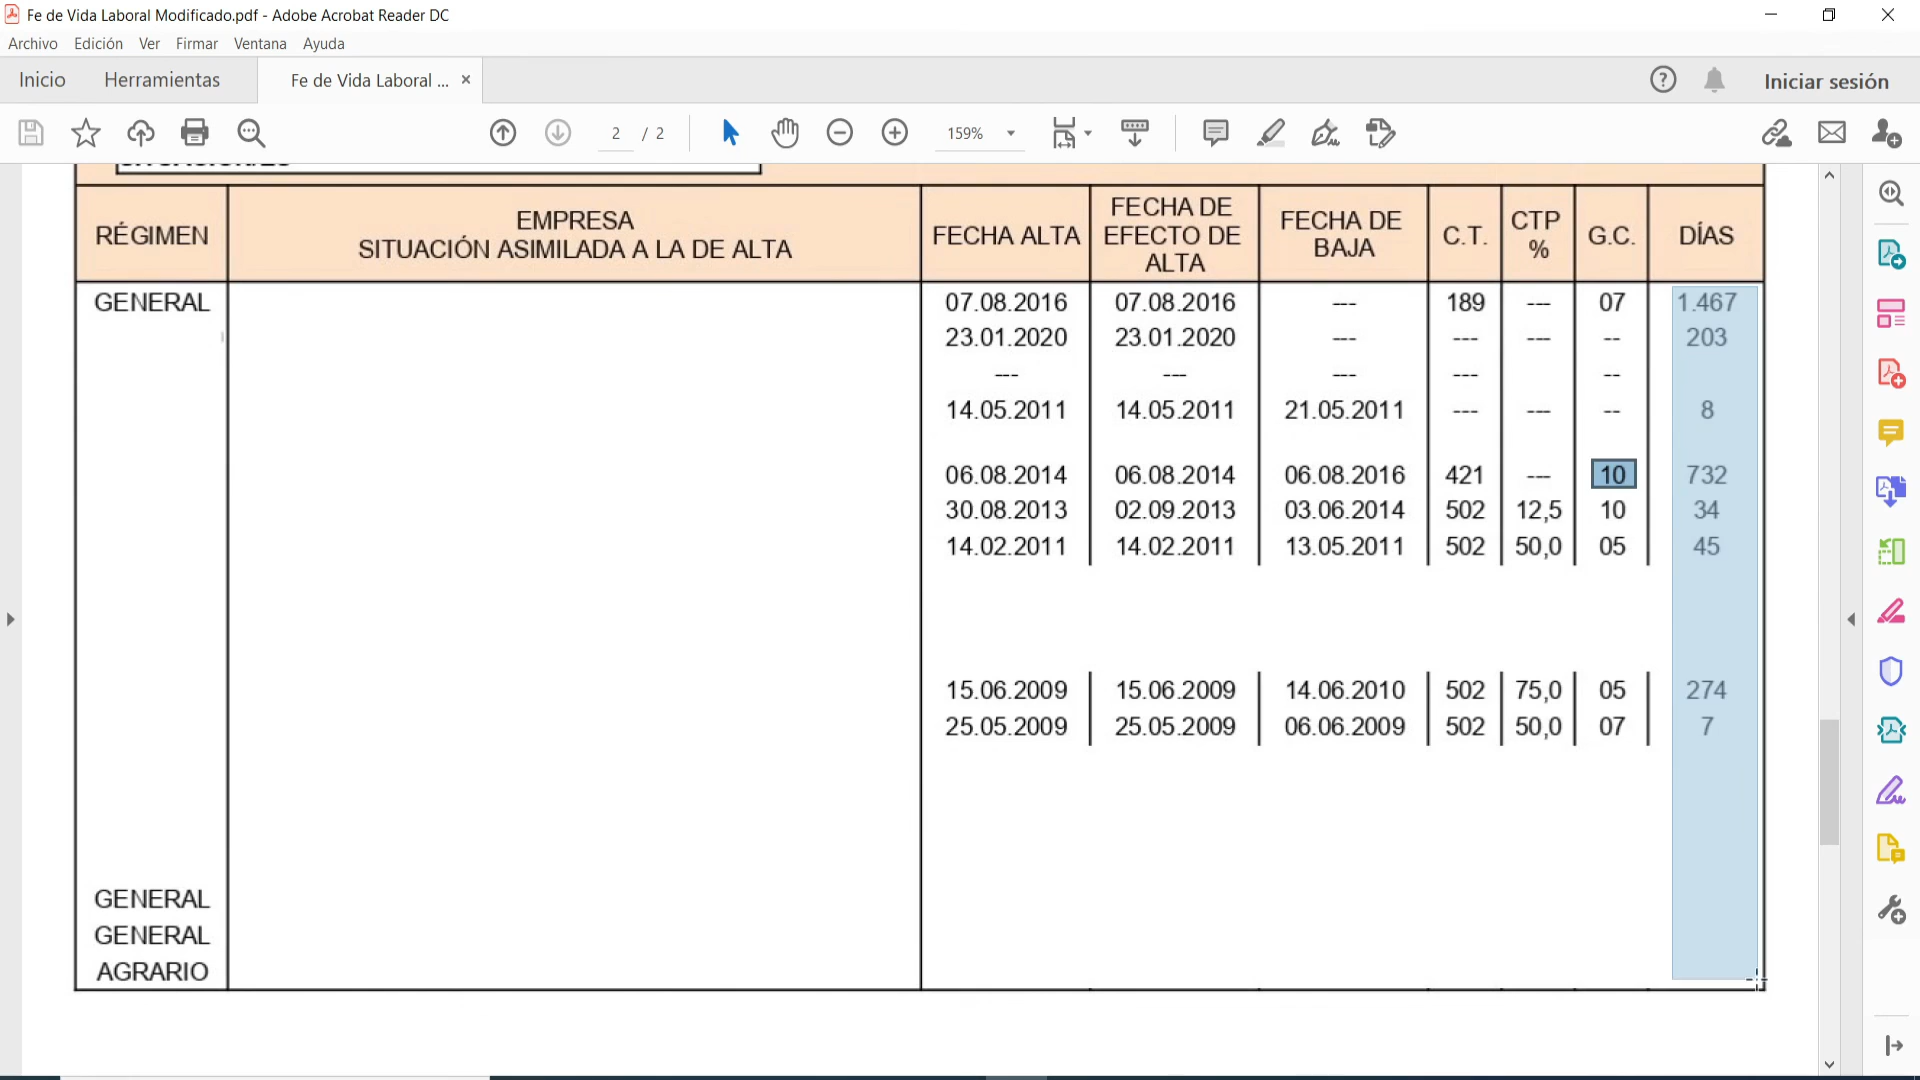 Fe de Vida Laboral Modificado.pdf - Adobe Acrobat Reader DC
Archivo Edición Ver Firmar Ventana Ayuda
Inicio Herramientas Fe de Vida Laboral ... × Iniciar sesión
2 / 2 159%
RÉGIMEN
EMPRESA
SITUACIÓN ASIMILADA A LA DE ALTA
FECHA ALTA
FECHA DE
EFECTO DE
ALTA
FECHA DE
BAJA
C.T.
CTP
%
G.C.
DÍAS
GENERAL 07.08.2016 07.08.2016 --- 189 --- 07 1.467
23.01.2020 23.01.2020 --- --- --- -- 203
--- --- --- --- --
14.05.2011 14.05.2011 21.05.2011 --- --- -- 8
06.08.2014 06.08.2014 06.08.2016 421 --- 10 732
30.08.2013 02.09.2013 03.06.2014 502 12,5 10 34
14.02.2011 14.02.2011 13.05.2011 502 50,0 05 45
15.06.2009 15.06.2009 14.06.2010 502 75,0 05 274
25.05.2009 25.05.2009 06.06.2009 502 50,0 07 7
GENERAL
GENERAL
AGRARIO